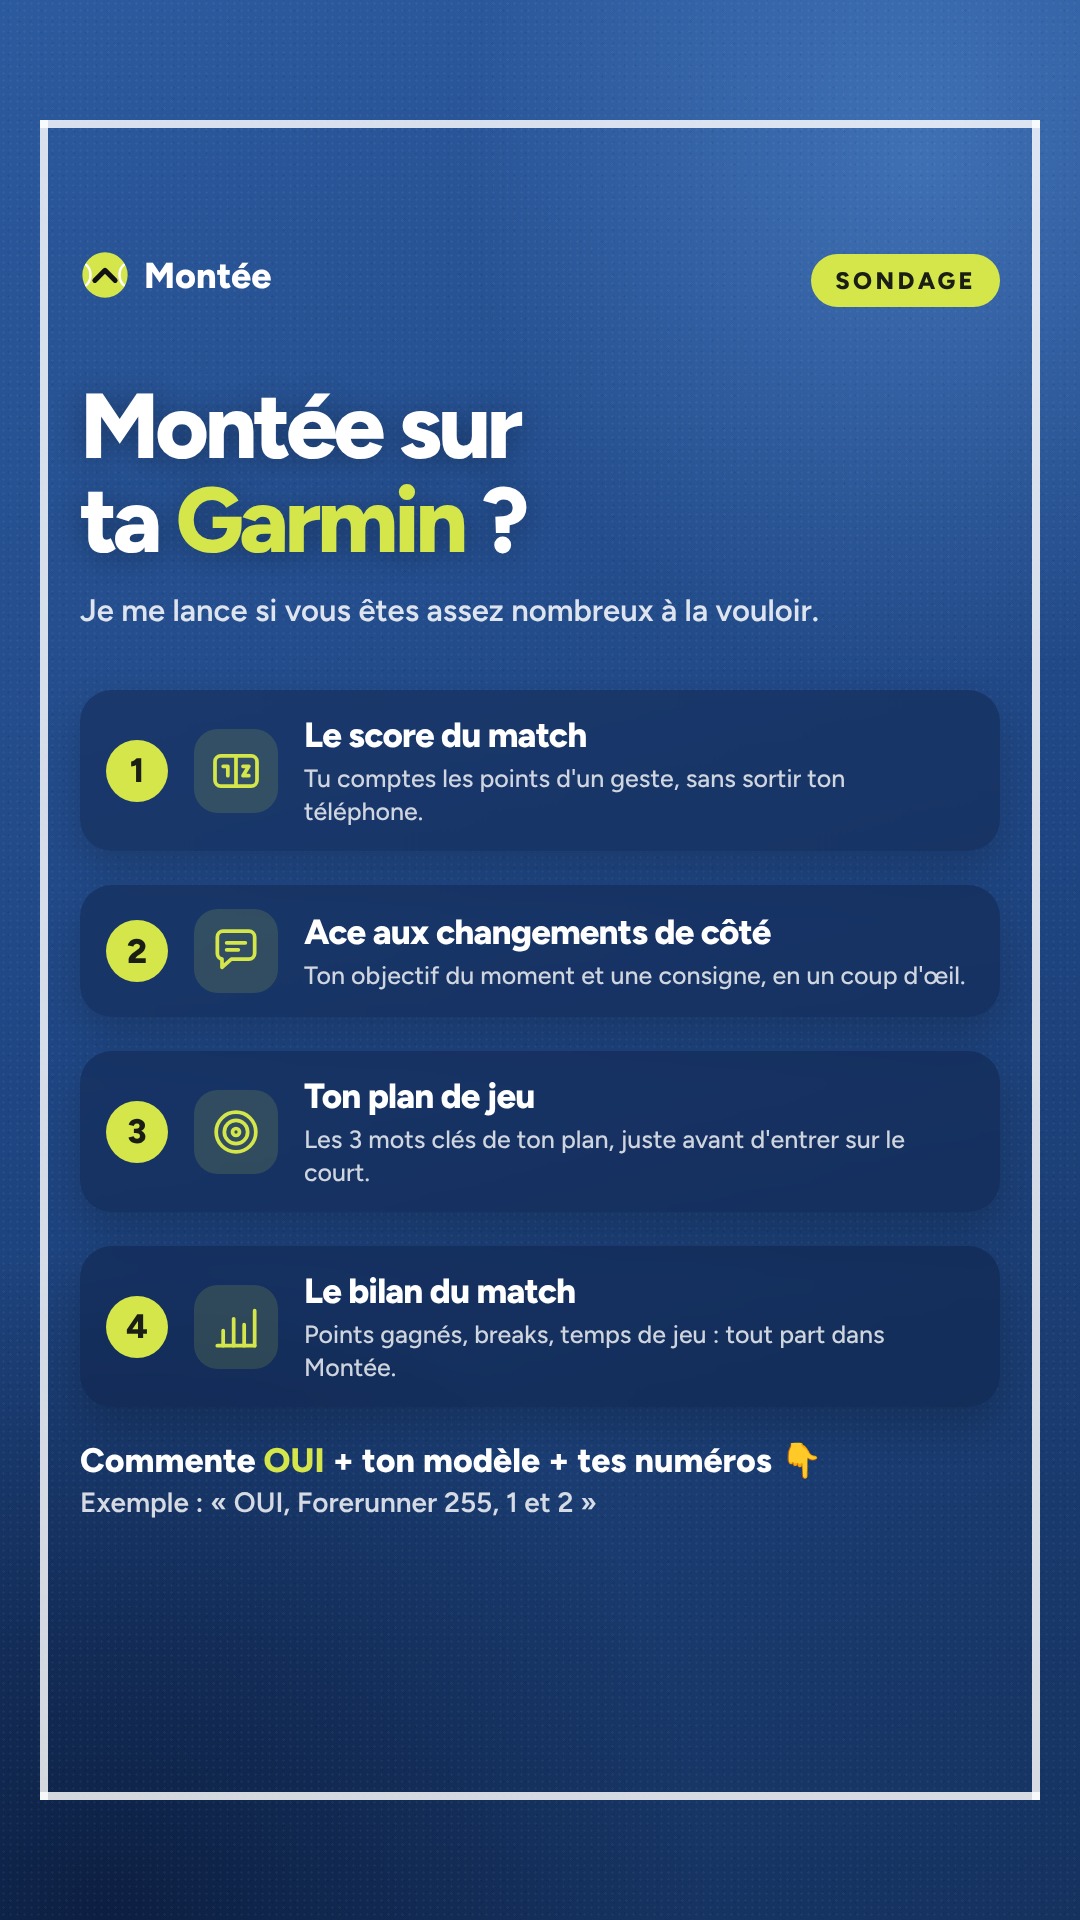 Montée
SONDAGE
Montée sur
ta Garmin ?
Je me lance si vous êtes assez nombreux à la vouloir.
1
1 2
Le score du match
Tu comptes les points d'un geste, sans sortir ton
téléphone.
2
Ace aux changements de côté
Ton objectif du moment et une consigne, en un coup d'œil.
3
Ton plan de jeu
Les 3 mots clés de ton plan, juste avant d'entrer sur le
court.
4
Le bilan du match
Points gagnés, breaks, temps de jeu : tout part dans
Montée.
Commente OUI + ton modèle + tes numéros 👇
Exemple : « OUI, Forerunner 255, 1 et 2 »